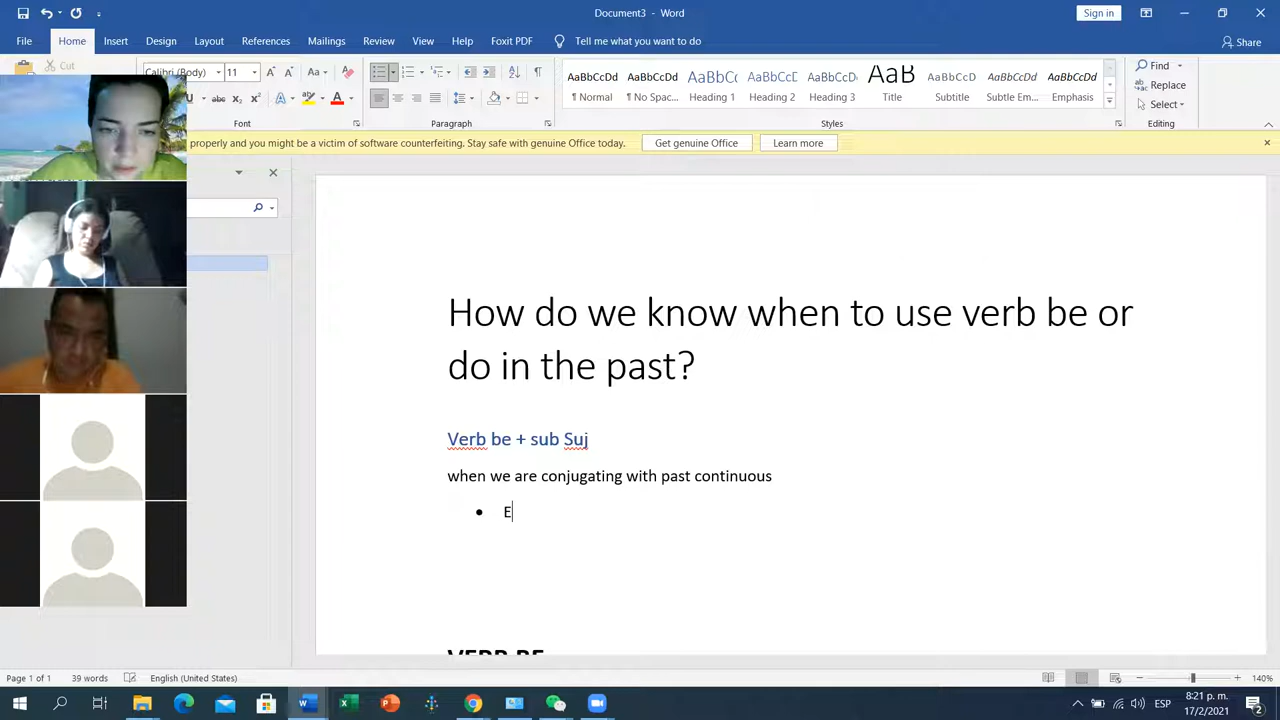 Document3 - Word
Sign in
File Home Insert Design Layout References Mailings Review View Help Foxit PDF Tell me what you want to do
Share
Cut
Calibri (Body) 11
Aa
AaBbCcDd AaBbCcDd AaBbCc AaBbCcC AaBbCcD AaB AaBbCcD AaBbCcDd AaBbCcDd
¶ Normal ¶ No Spac... Heading 1 Heading 2 Heading 3 Title Subtitle Subtle Em... Emphasis
Find
Replace
Select
Font Paragraph Styles Editing
properly and you might be a victim of software counterfeiting. Stay safe with genuine Office today. Get genuine Office Learn more
How do we know when to use verb be or
do in the past?
Verb be + sub Suj
when we are conjugating with past continuous
• E
VERB BE
Page 1 of 1 39 words English (United States) 140%
ESP
8:21 p. m.
17/2/2021
2